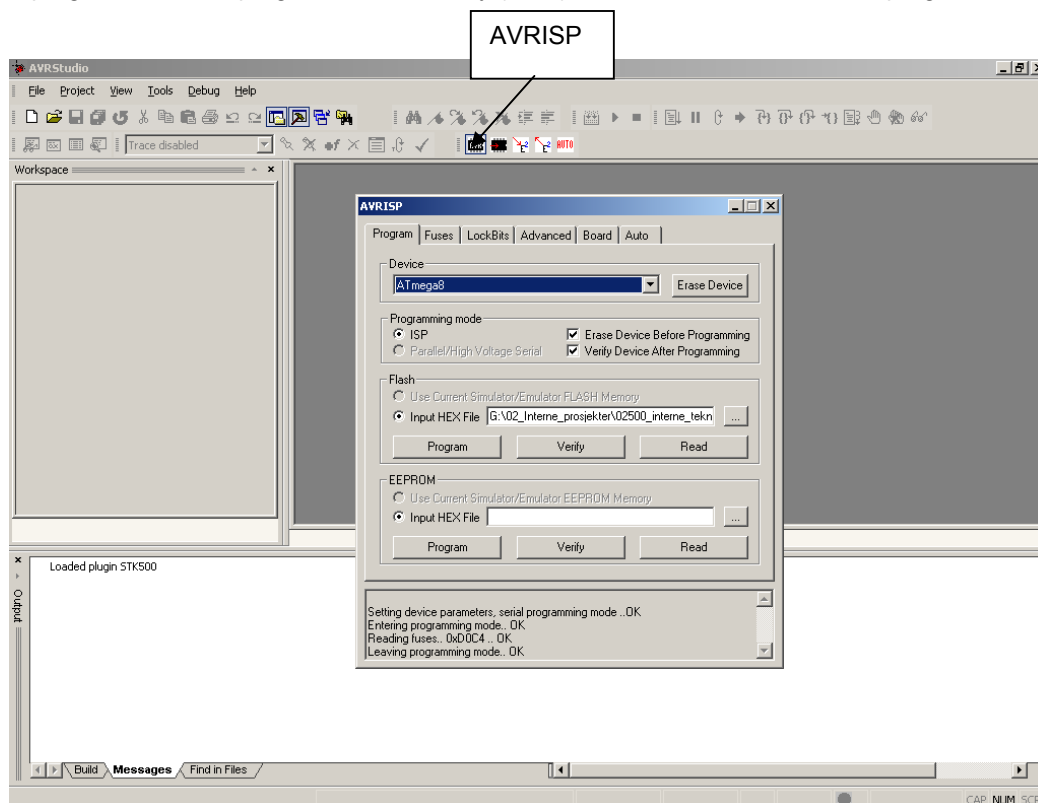 AVRISP
AVRStudio
File Project View Tools Debug Help
Trace disabled
AUTO
Workspace
AVRISP
Program Fuses LockBits Advanced Board Auto
Device
ATmega8 Erase Device
Programming mode
ISP Erase Device Before Programming
Parallel/High Voltage Serial Verify Device After Programming
Flash
Use Current Simulator/Emulator FLASH Memory
Input HEX File G:\02_Interne_prosjekter\02500_interne_tekn ...
Program Verify Read
EEPROM
Use Current Simulator/Emulator EEPROM Memory
Input HEX File ...
Program Verify Read
Setting device parameters, serial programming mode ..OK
Entering programming mode.. OK
Reading fuses.. 0xD0C4 .. OK
Leaving programming mode.. OK
Loaded plugin STK500
Output
Build Messages Find in Files
CAP NUM SCR